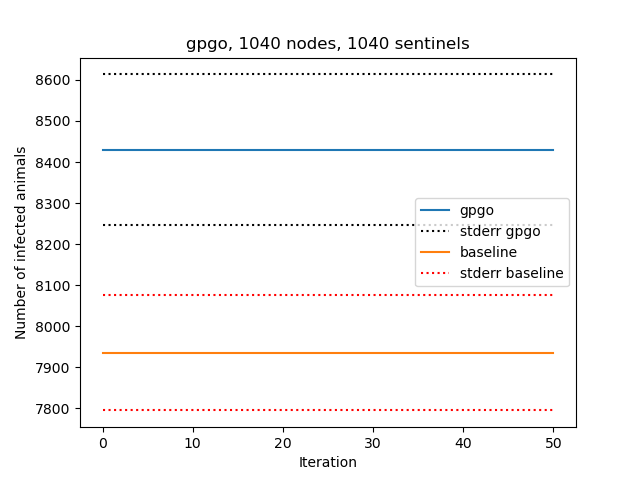 gpgo, 1040 nodes, 1040 sentinels
8600
8500
8400
8300
8200
8100
8000
7900
7800
Number of infected animals
gpgo
stderr gpgo
baseline
stderr baseline
0 10 20 30 40 50
Iteration